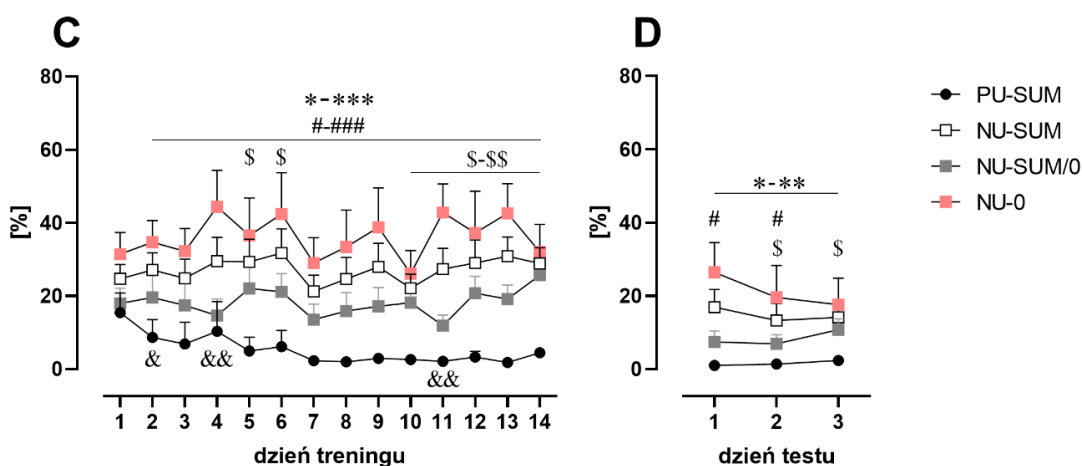 C
80
60
40
20
0
[%]
*-***
#-###
$ $ $-$$
& && &&
1 2 3 4 5 6 7 8 9 10 11 12 13 14
dzień treningu
D
80
60
40
20
0
[%]
*-**
# #
$ $
1 2 3
dzień testu
PU-SUM
NU-SUM
NU-SUM/0
NU-0